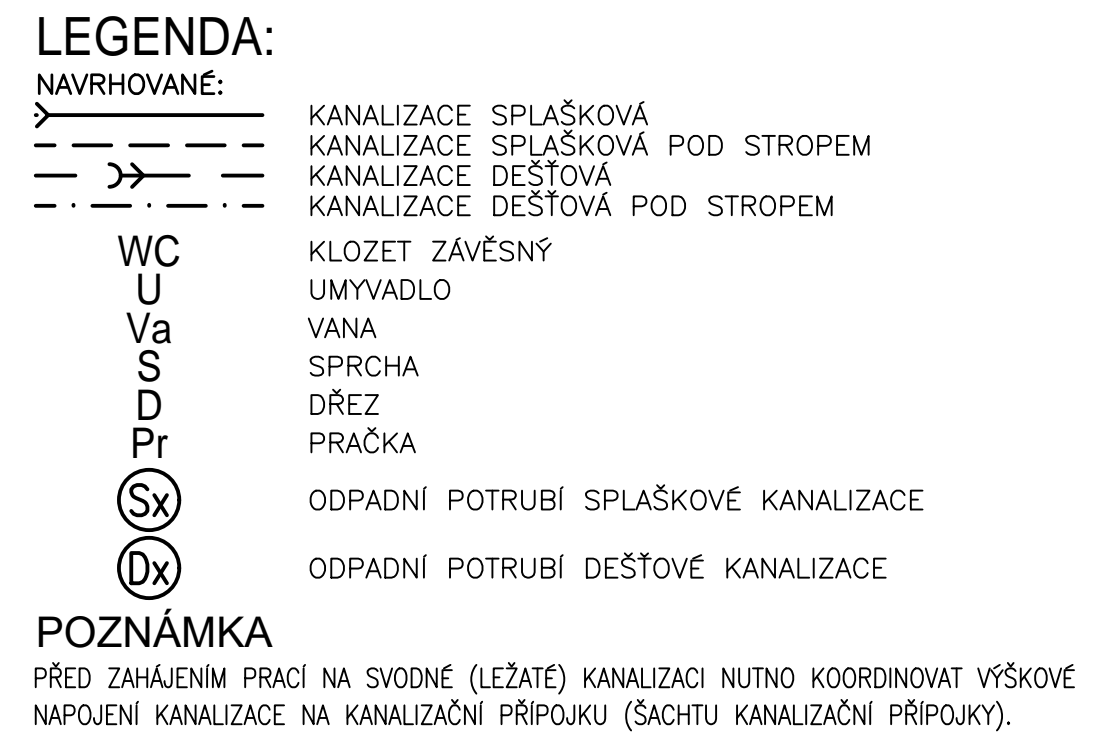 LEGENDA:
NAVRHOVANÉ:
KANALIZACE SPLAŠKOVÁ
KANALIZACE SPLAŠKOVÁ POD STROPEM
KANALIZACE DEŠŤOVÁ
KANALIZACE DEŠŤOVÁ POD STROPEM
WC KLOZET ZÁVĚSNÝ
U UMYVADLO
Va VANA
S SPRCHA
D DŘEZ
Pr PRAČKA
Sx ODPADNÍ POTRUBÍ SPLAŠKOVÉ KANALIZACE
Dx ODPADNÍ POTRUBÍ DEŠŤOVÉ KANALIZACE
POZNÁMKA
PŘED ZAHÁJENÍM PRACÍ NA SVODNÉ (LEŽATÉ) KANALIZACI NUTNO KOORDINOVAT VÝŠKOVÉ
NAPOJENÍ KANALIZACE NA KANALIZAČNÍ PŘÍPOJKU (ŠACHTU KANALIZAČNÍ PŘÍPOJKY).